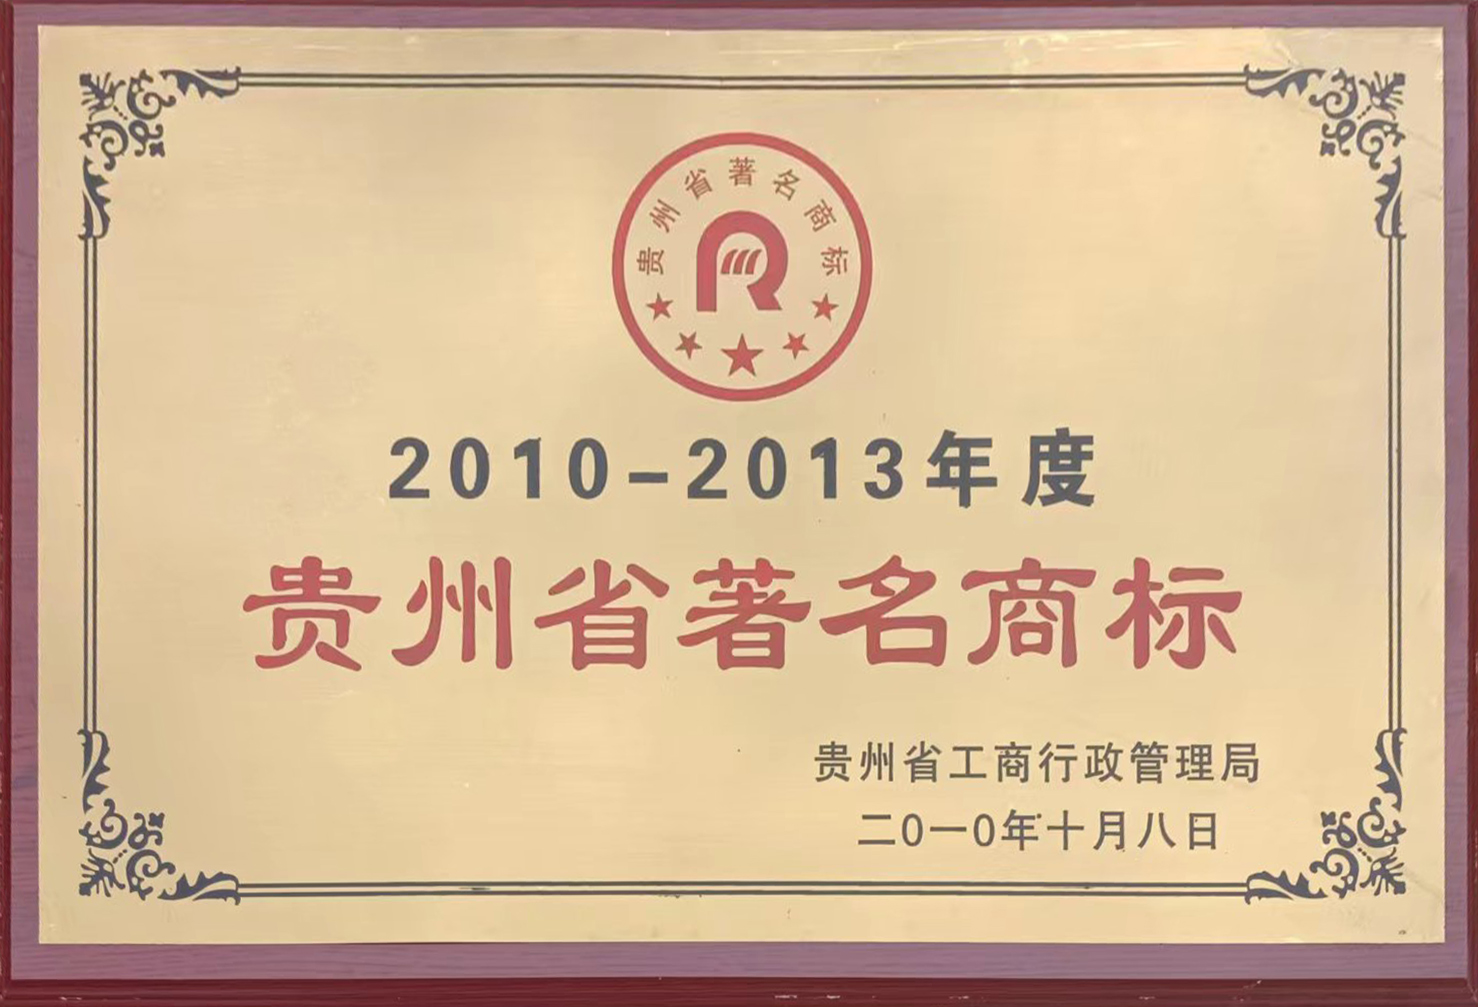 贵州省著名商标
R
2010-2013年度
贵州省著名商标
贵州省工商行政管理局
二0一0年十月八日